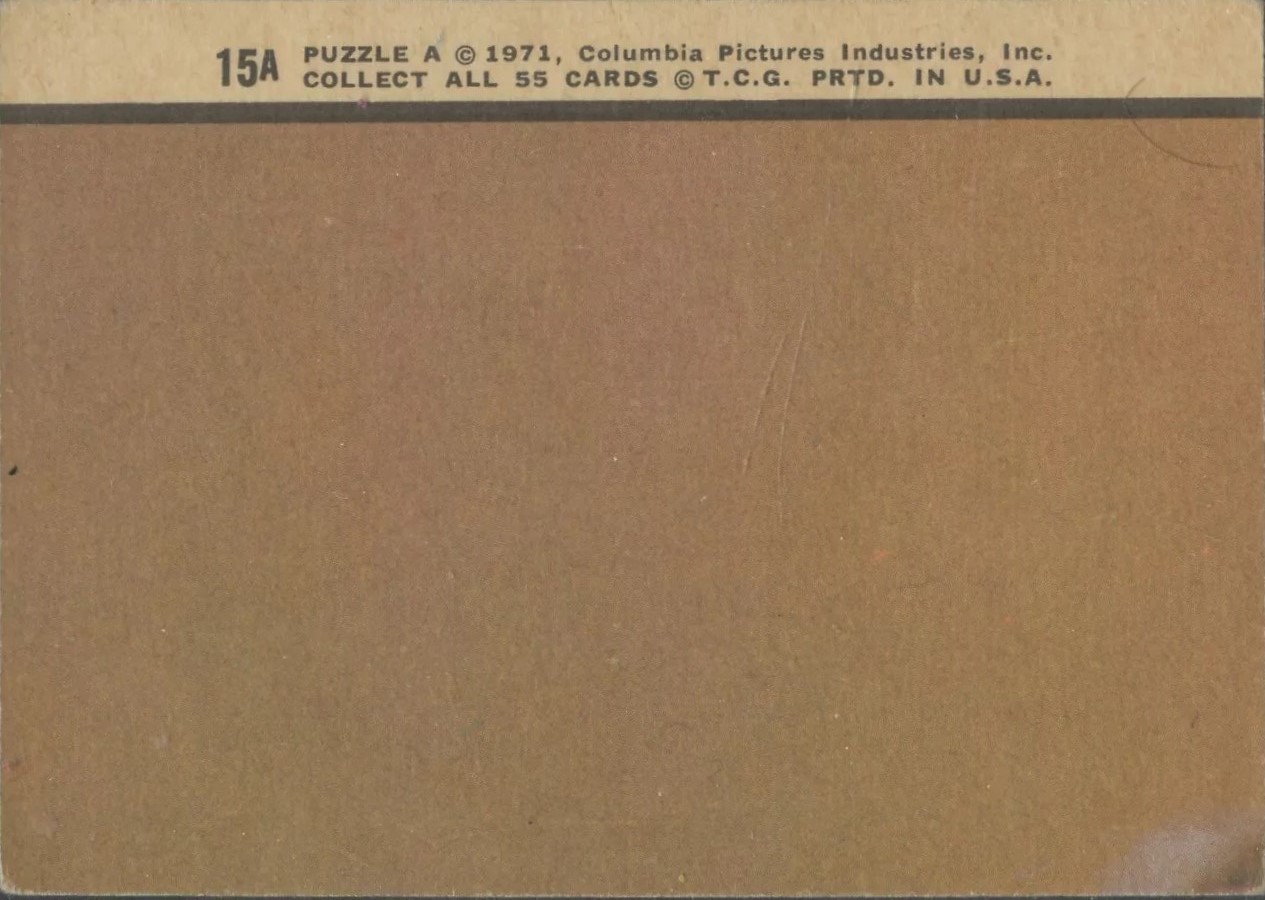 15A PUZZLE A © 1971, Columbia Pictures Industries, Inc.
COLLECT ALL 55 CARDS © T.C.G. PRTD. IN U.S.A.